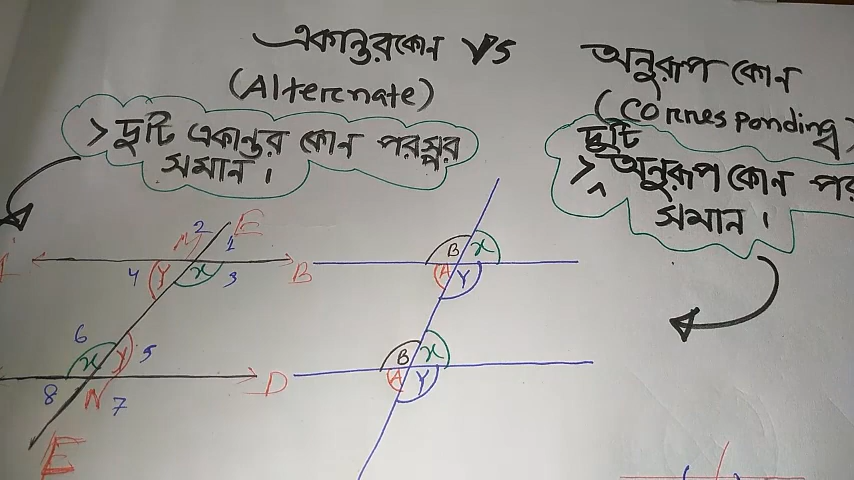 একান্তরকোন VS
(Alternate)
> দুটি একান্তর কোন পরস্পর
সমান।
অনুরূপ কোন
(Corresponding)
দুটি
> অনুরূপ কোন পর
সমান।
2 E
M 1
4 Y x 3 B
6
x y 5
D
8 N 7
E
B x
A Y
B x
A Y